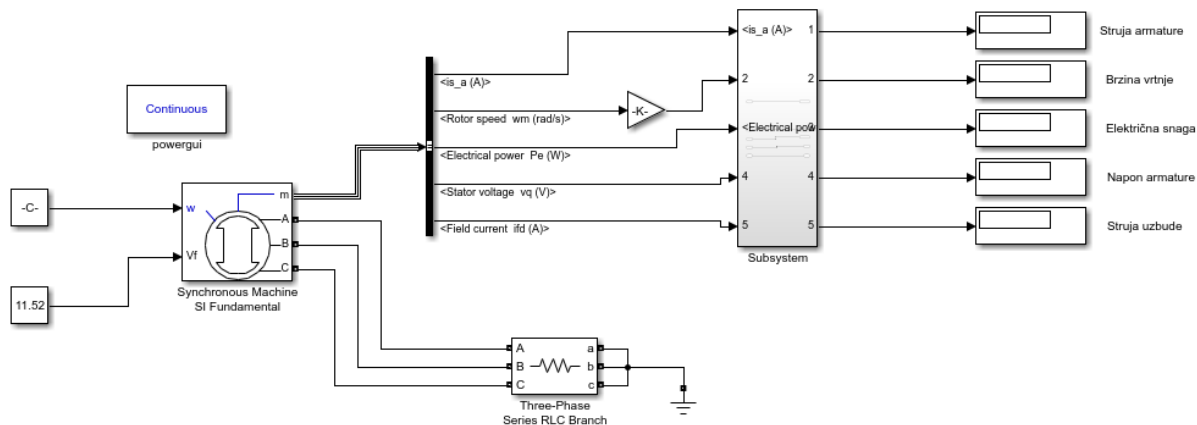 <is_a (A)>
1
Struja armature
Continuous
powergui
<is_a (A)>
2
2
Brzina vrtnje
<Rotor speed wm (rad/s)>
-K-
<Electrical pow
3
Električna snaga
<Electrical power Pe (W)>
4
4
Napon armature
<Stator voltage vq (V)>
5
5
Struja uzbude
<Field current ifd (A)>
Subsystem
-C-
w
m
A
B
Vf
C
Synchronous Machine
SI Fundamental
11.52
A
a
B
b
C
c
Three-Phase
Series RLC Branch